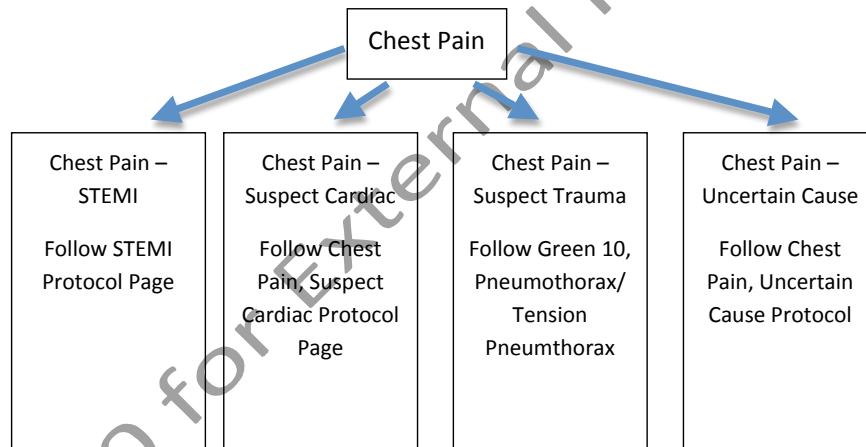 Chest Pain
Chest Pain –
STEMI
Follow STEMI
Protocol Page
Chest Pain –
Suspect Cardiac
Follow Chest
Pain, Suspect
Cardiac Protocol
Page
Chest Pain –
Suspect Trauma
Follow Green 10,
Pneumothorax/
Tension
Pneumthorax
Chest Pain –
Uncertain Cause
Follow Chest
Pain, Uncertain
Cause Protocol
for External